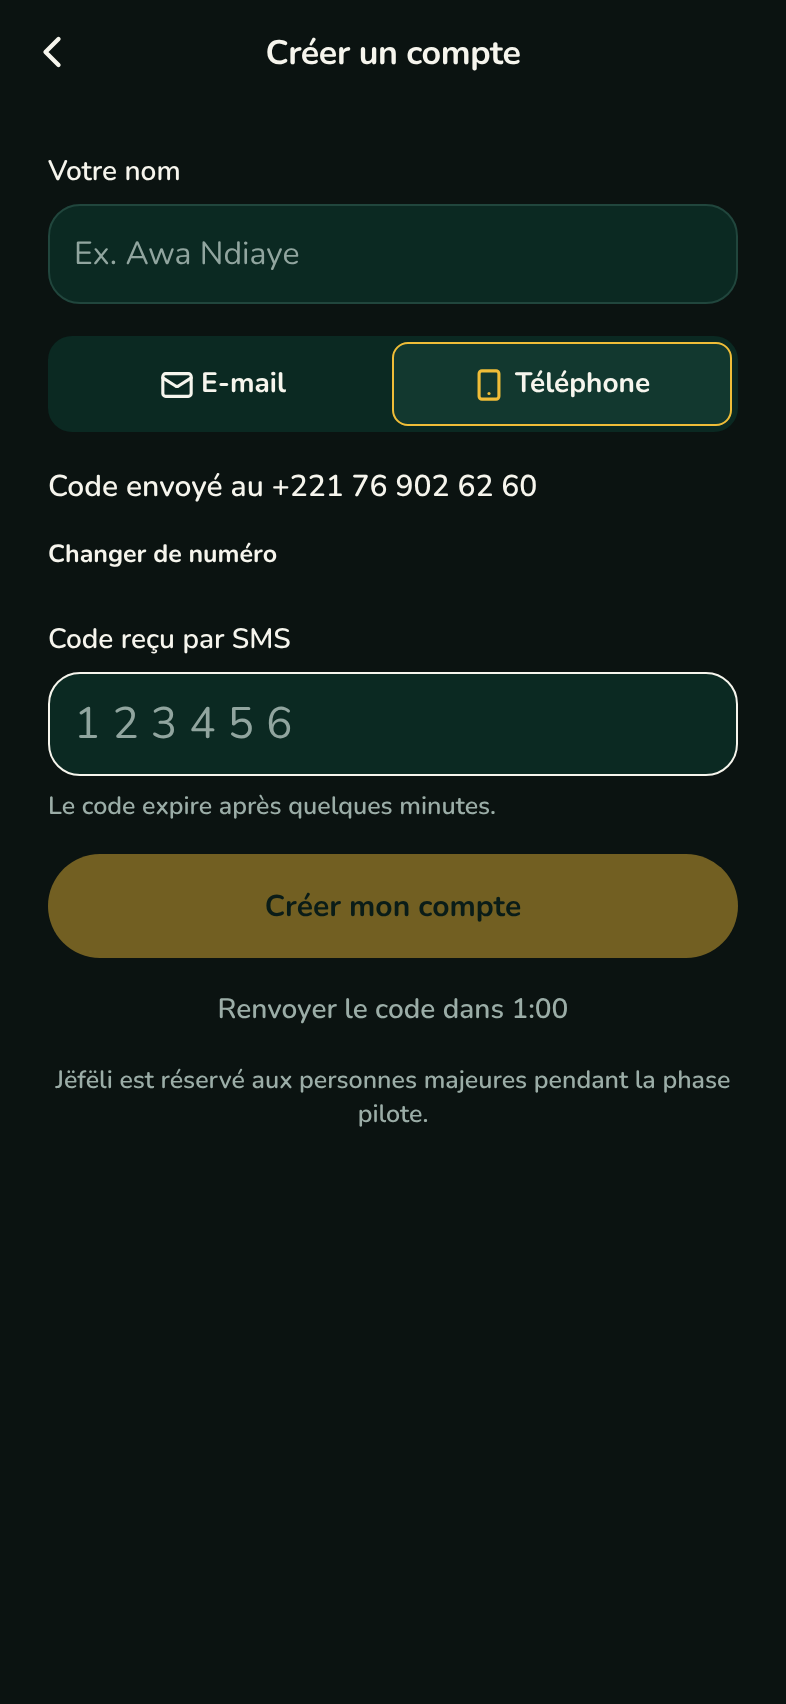 Créer un compte
Votre nom
Ex. Awa Ndiaye
E-mail
Téléphone
Code envoyé au +221 76 902 62 60
Changer de numéro
Code reçu par SMS
1 2 3 4 5 6
Le code expire après quelques minutes.
Créer mon compte
Renvoyer le code dans 1:00
Jëfëli est réservé aux personnes majeures pendant la phase
pilote.